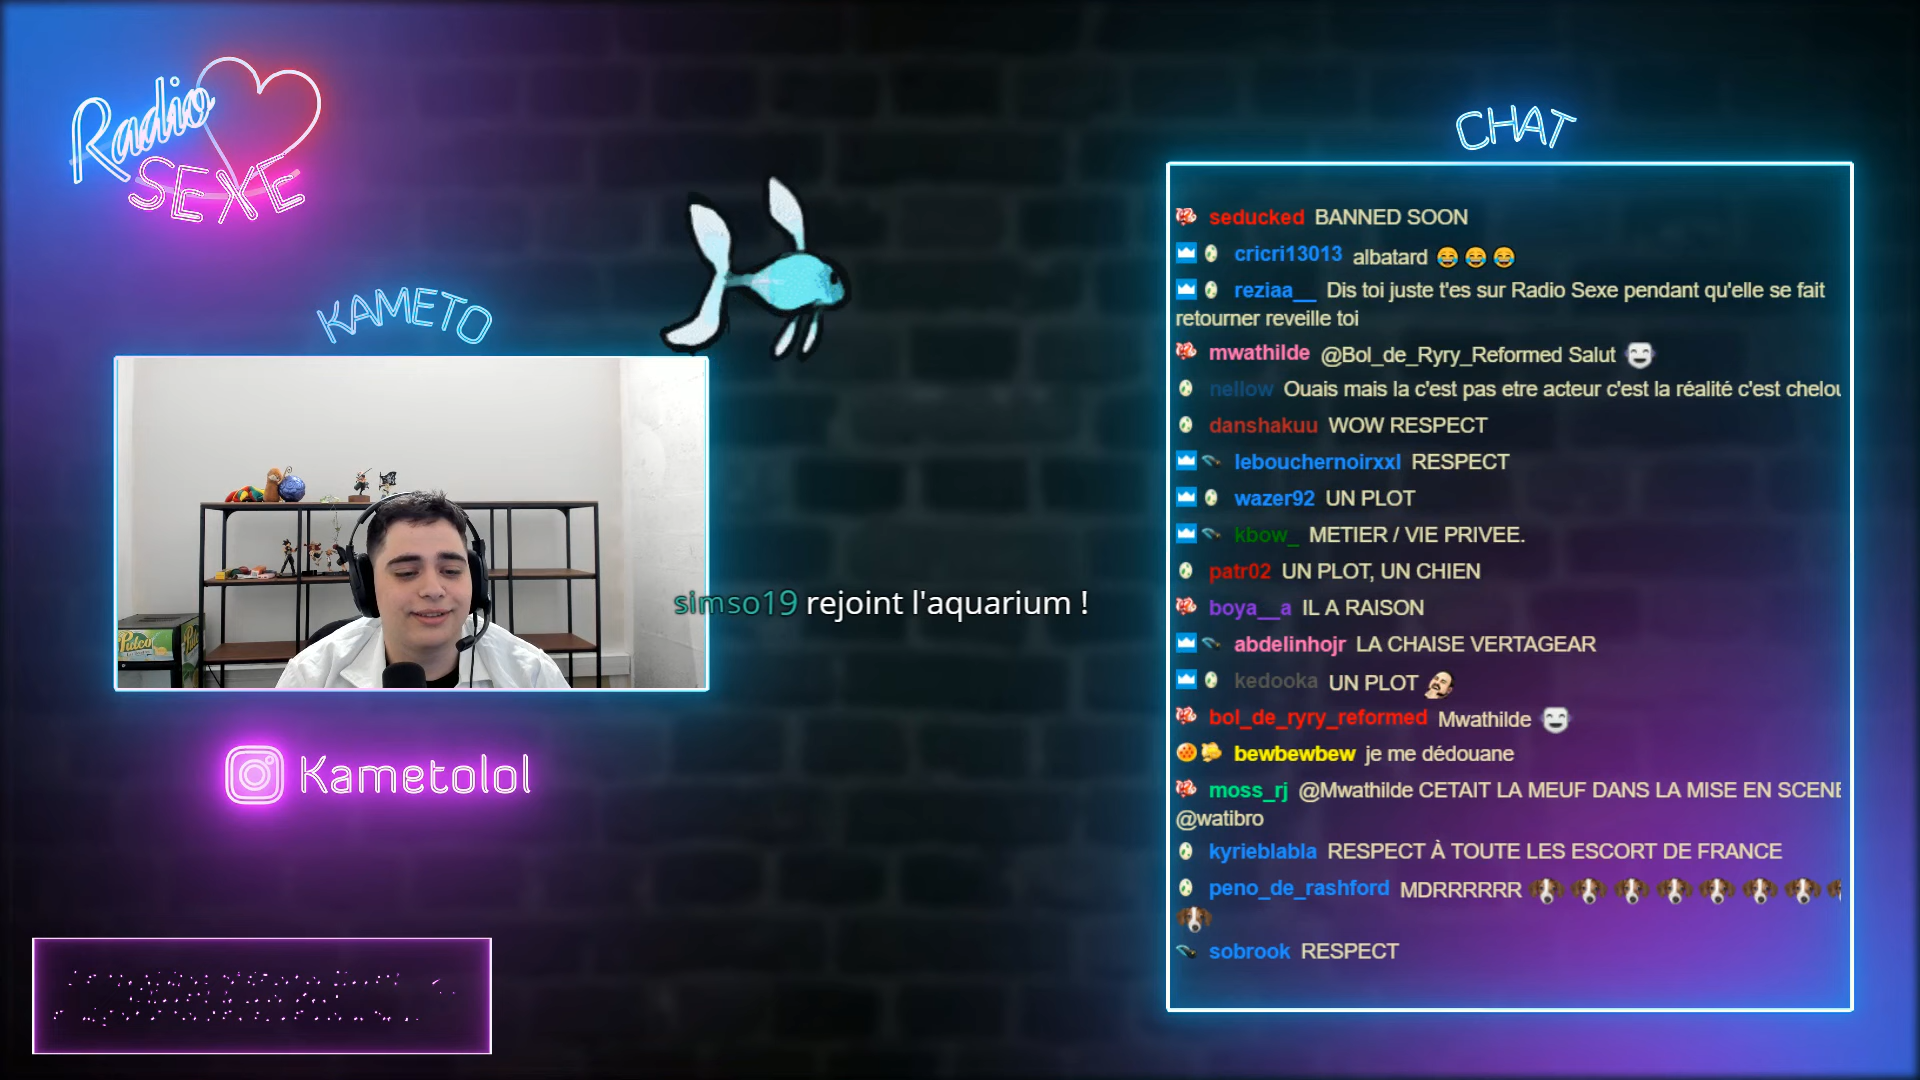 Radio
SEXE
KAMETO
Pulco
simso19 rejoint l'aquarium !
Kametolol
CHAT
seducked BANNED SOON
cricri13013 albatard 😂 😂 😂
reziaa__ Dis toi juste t'es sur Radio Sexe pendant qu'elle se fait
retourner reveille toi
mwathilde @Bol_de_Ryry_Reformed Salut
nellow Ouais mais la c'est pas etre acteur c'est la réalité c'est chelou
danshakuu WOW RESPECT
lebouchernoirxxl RESPECT
wazer92 UN PLOT
kbow_ METIER / VIE PRIVEE.
patr02 UN PLOT, UN CHIEN
boya__a IL A RAISON
abdelinhojr LA CHAISE VERTAGEAR
kedooka UN PLOT
bol_de_ryry_reformed Mwathilde
bewbewbew je me dédouane
moss_rj @Mwathilde CETAIT LA MEUF DANS LA MISE EN SCENE
@watibro
kyrieblabla RESPECT À TOUTE LES ESCORT DE FRANCE
peno_de_rashford MDRRRRRR
sobrook RESPECT